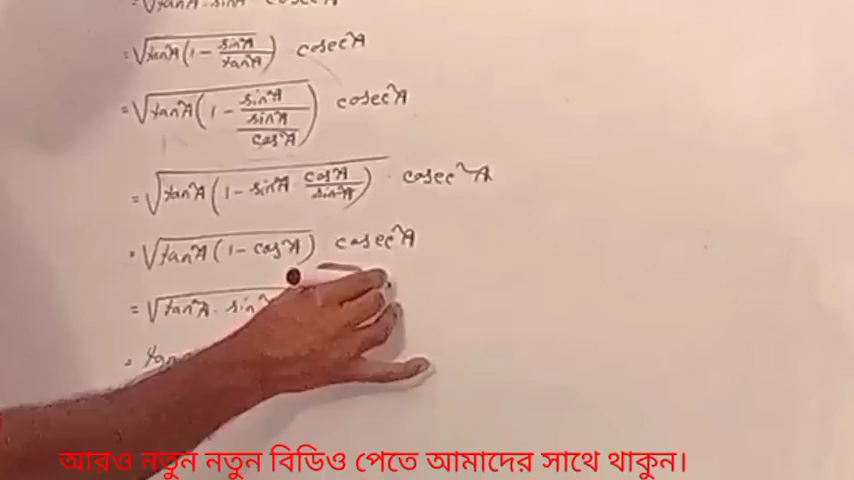 = √tan²A(1 - sin²A/tan²A) cosec²A
= √tan²A(1 - sin²A/(sin²A/cos²A)) cosec²A
= √tan²A(1 - sin²A · cos²A/sin²A) · cosec²A
= √tan²A(1 - cos²A) cosec²A
= √tan²A · sin²
= tan
আরও নতুন নতুন বিডিও পেতে আমাদের সাথে থাকুন।